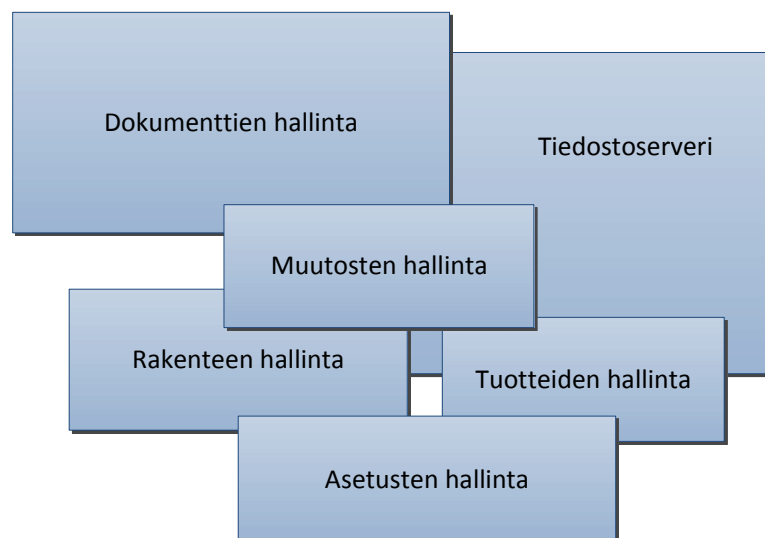 Dokumenttien hallinta
Tiedostoserveri
Muutosten hallinta
Rakenteen hallinta
Tuotteiden hallinta
Asetusten hallinta